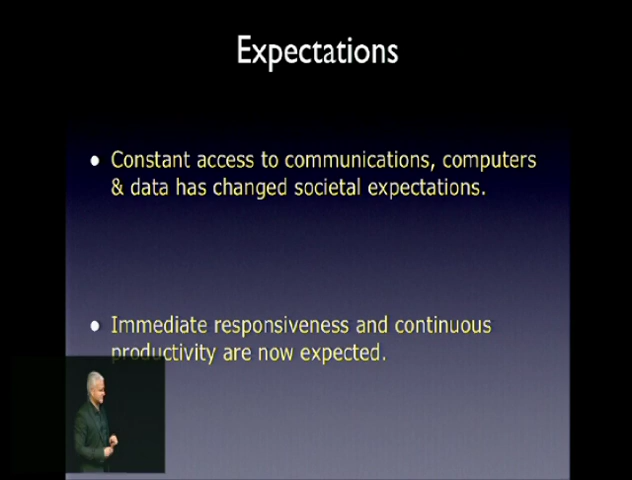 Expectations
• Constant access to communications, computers
& data has changed societal expectations.
• Immediate responsiveness and continuous
productivity are now expected.